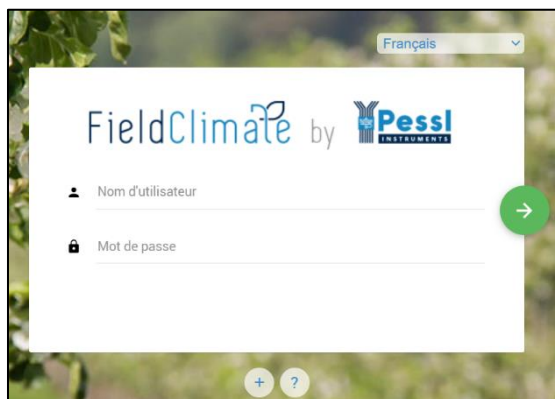 Français
FieldClimate by Pessl
INSTRUMENTS
Nom d'utilisateur
Mot de passe
+ ?